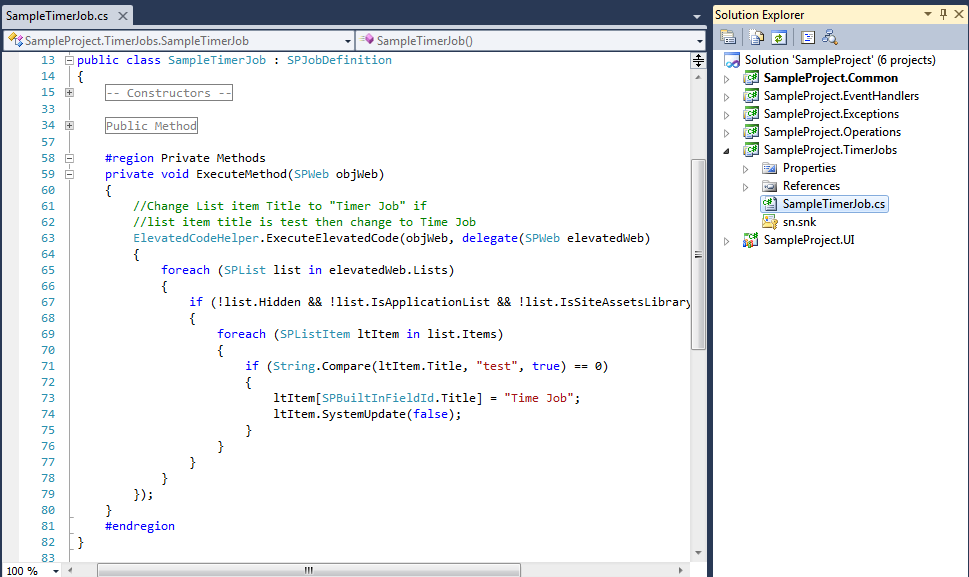 SampleTimerJob.cs
SampleProject.TimerJobs.SampleTimerJob
SampleTimerJob()
13 public class SampleTimerJob : SPJobDefinition
14 {
15 -- Constructors --
33
34 Public Method
57
58 #region Private Methods
59 private void ExecuteMethod(SPWeb objWeb)
60 {
61 //Change List item Title to "Timer Job" if
62 //list item title is test then change to Time Job
63 ElevatedCodeHelper.ExecuteElevatedCode(objWeb, delegate(SPWeb elevatedWeb)
64 {
65 foreach (SPList list in elevatedWeb.Lists)
66 {
67 if (!list.Hidden && !list.IsApplicationList && !list.IsSiteAssetsLibrary
68 {
69 foreach (SPListItem ltItem in list.Items)
70 {
71 if (String.Compare(ltItem.Title, "test", true) == 0)
72 {
73 ltItem[SPBuiltInFieldId.Title] = "Time Job";
74 ltItem.SystemUpdate(false);
75 }
76 }
77 }
78 }
79 });
80 }
81 #endregion
82 }
83
100 %
Solution Explorer
Solution 'SampleProject' (6 projects)
SampleProject.Common
SampleProject.EventHandlers
SampleProject.Exceptions
SampleProject.Operations
SampleProject.TimerJobs
Properties
References
SampleTimerJob.cs
sn.snk
SampleProject.UI